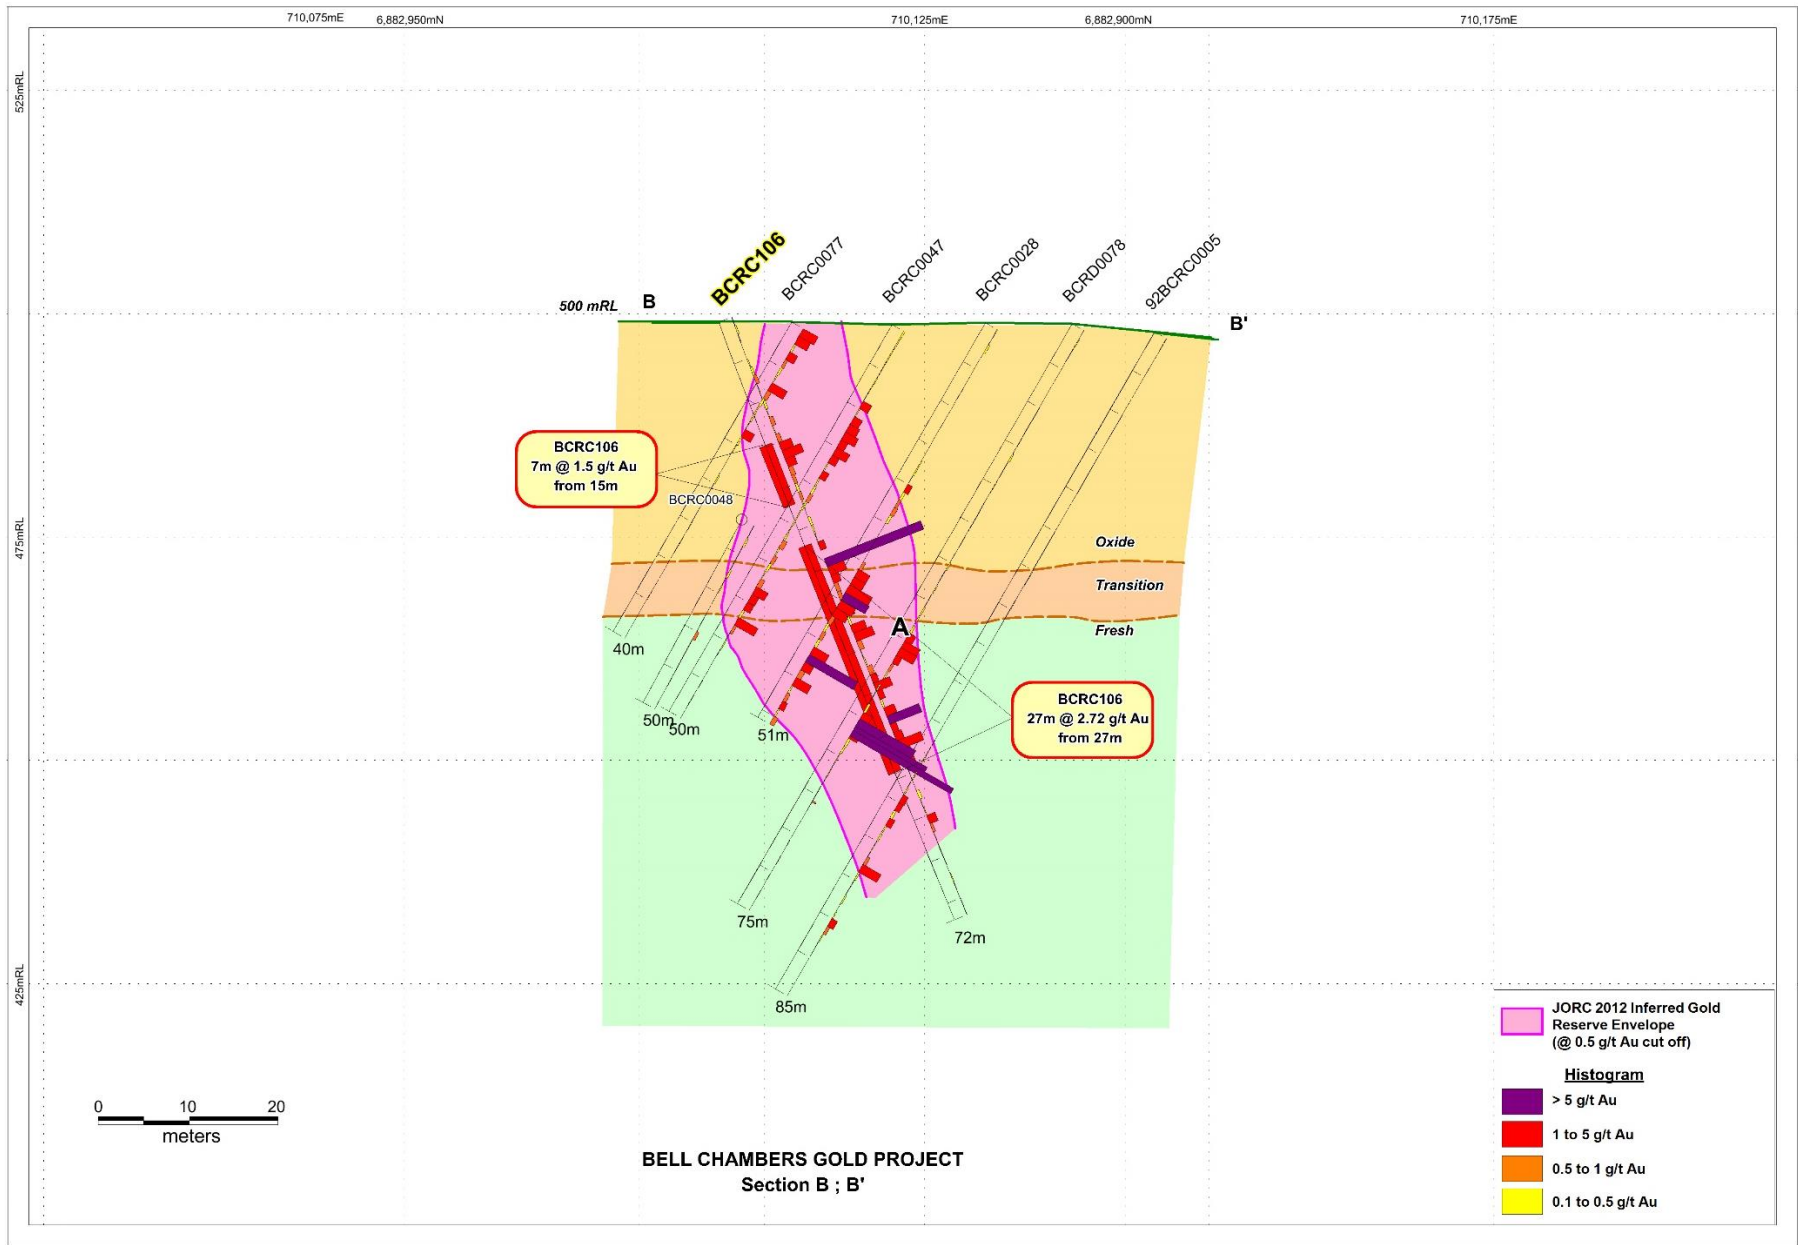 710,075mE
6,882,950mN
710,125mE
6,882,900mN
710,175mE
525mRL
475mRL
425mRL
BCRC106
BCRC0077
BCRC0047
BCRC0028
BCRD0078
92BCRC0005
500 mRL
B
B'
BCRC106
7m @ 1.5 g/t Au
from 15m
BCRC0048
Oxide
Transition
Fresh
A
40m
50m
50m
51m
75m
85m
72m
BCRC106
27m @ 2.72 g/t Au
from 27m
JORC 2012 Inferred Gold
Reserve Envelope
(@ 0.5 g/t Au cut off)
Histogram
> 5 g/t Au
1 to 5 g/t Au
0.5 to 1 g/t Au
0.1 to 0.5 g/t Au
0 10 20
meters
BELL CHAMBERS GOLD PROJECT
Section B ; B'